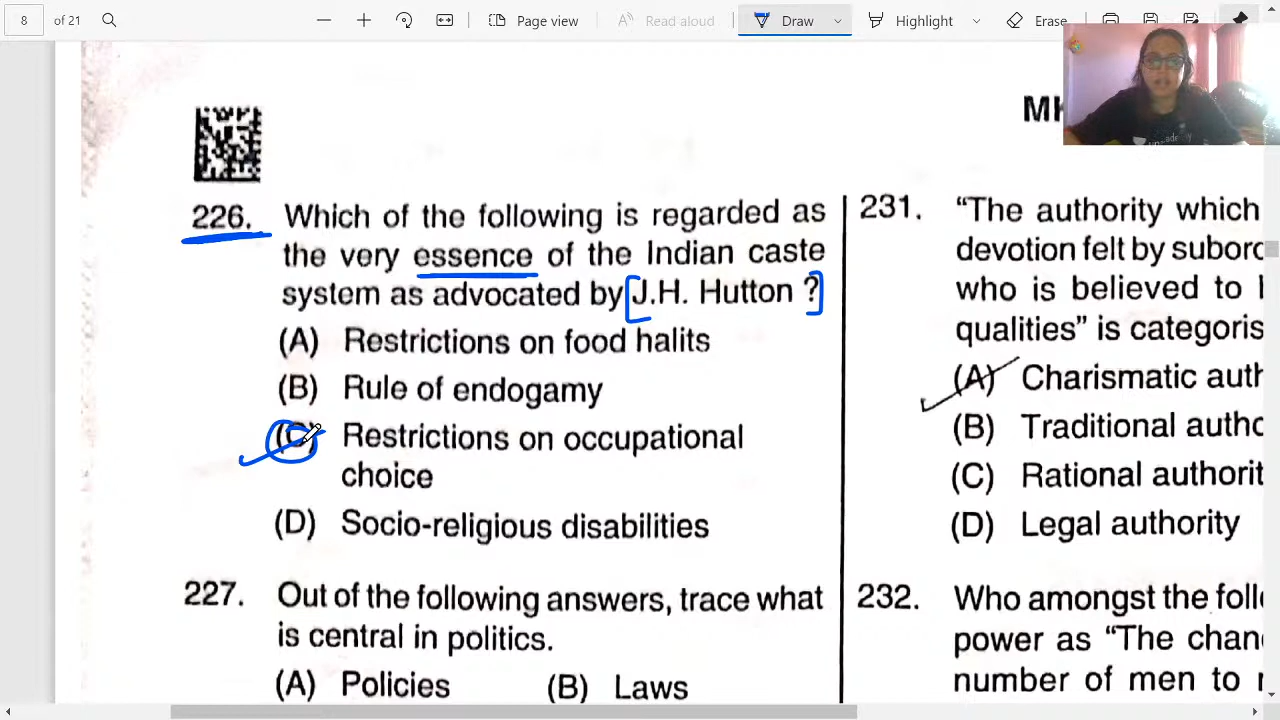 8
of 21
Page view
Read aloud
Draw
Highlight
Erase
226. Which of the following is regarded as
the very essence of the Indian caste
system as advocated by J.H. Hutton ?
(A) Restrictions on food halits
(B) Rule of endogamy
(C) Restrictions on occupational
choice
(D) Socio-religious disabilities
227. Out of the following answers, trace what
is central in politics.
(A) Policies (B) Laws
231. “The authority which
devotion felt by subord
who is believed to
qualities” is categoris
(A) Charismatic auth
(B) Traditional autho
(C) Rational authorit
(D) Legal authority
232. Who amongst the foll
power as “The chan
number of men to